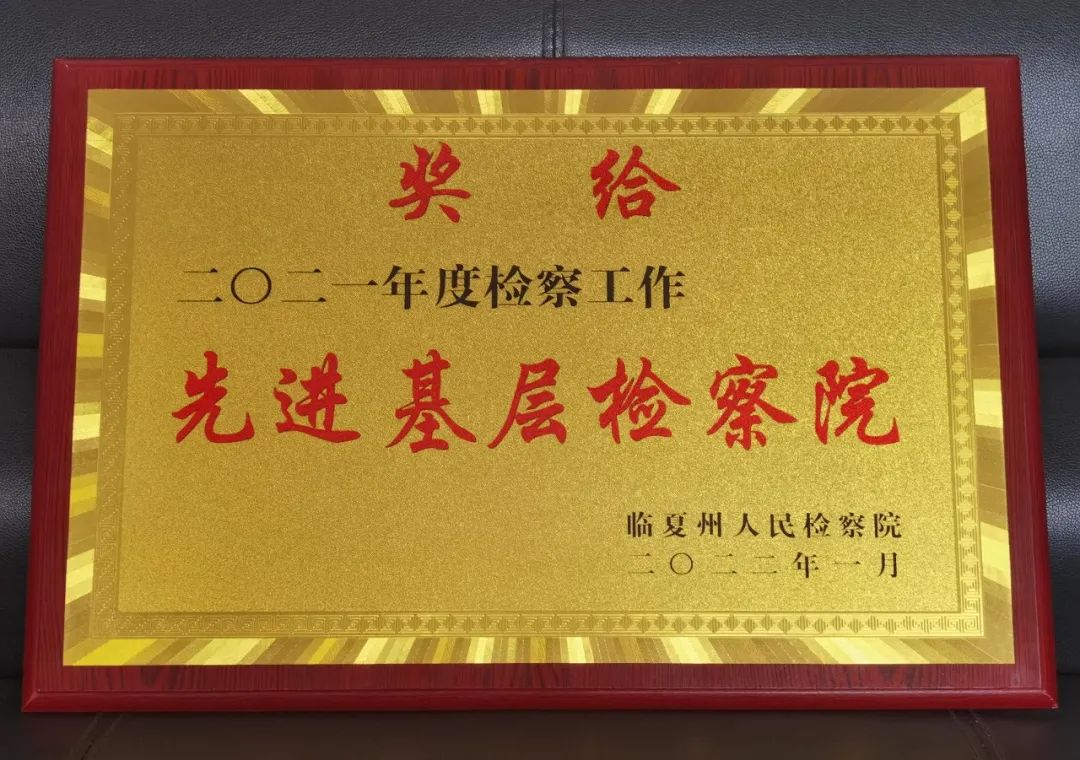 奖给
二〇二一年度检察工作
先进基层检察院
临夏州人民检察院
二〇二二年一月